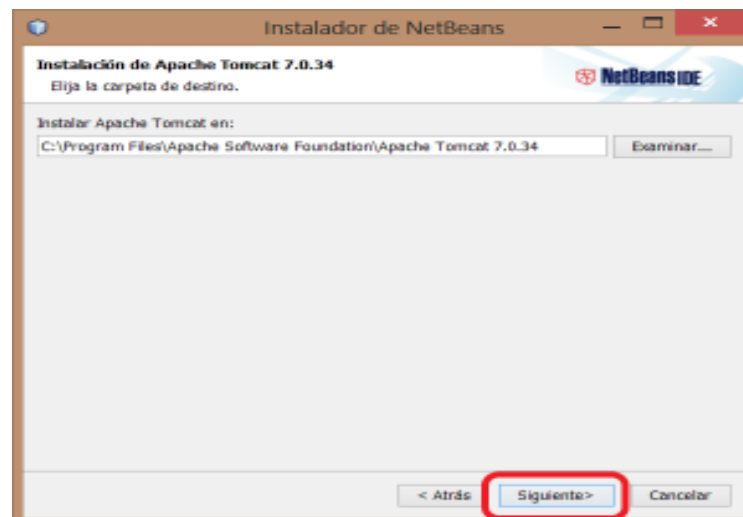 Instalador de NetBeans
Instalación de Apache Tomcat 7.0.34
Elija la carpeta de destino.
NetBeans IDE
Instalar Apache Tomcat en:
C:\Program Files\Apache Software Foundation\Apache Tomcat 7.0.34 Examinar...
< Atrás Siguiente> Cancelar